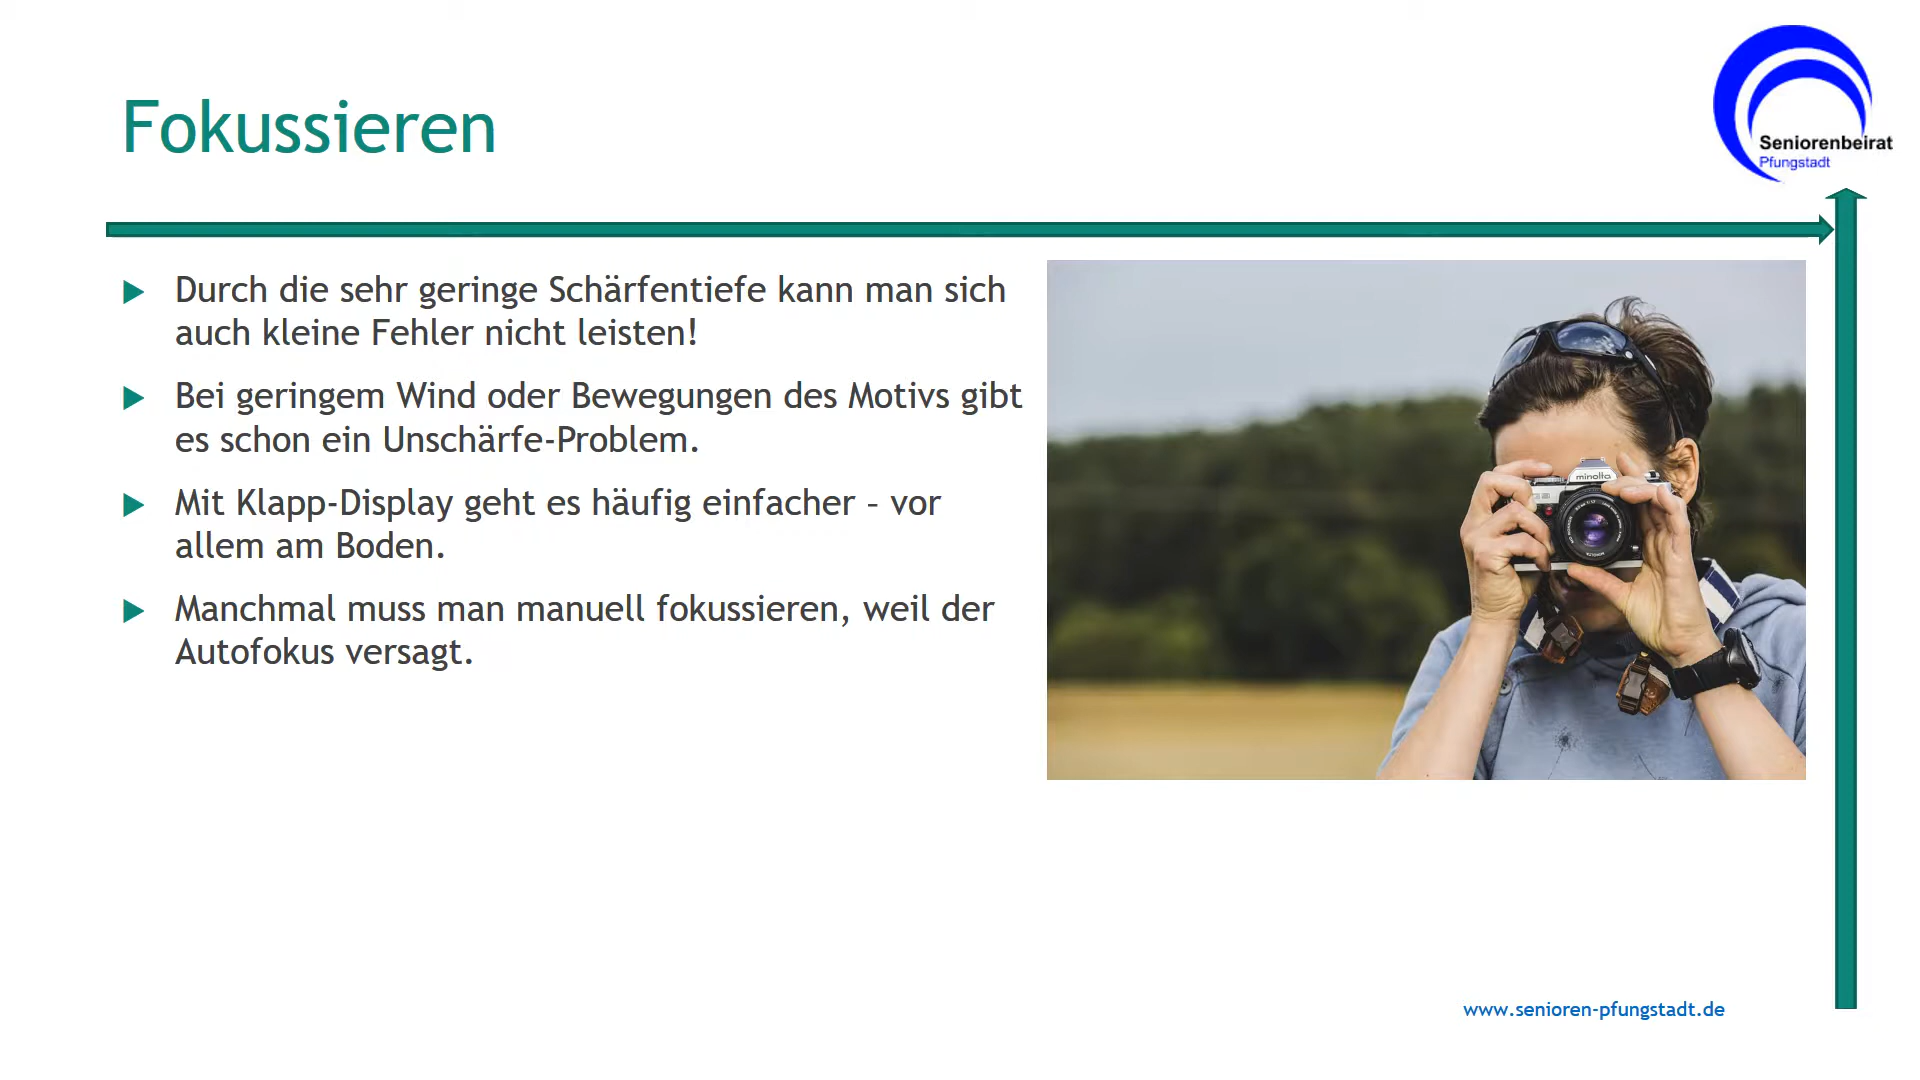 Fokussieren
Seniorenbeirat
Pfungstadt
Durch die sehr geringe Schärfentiefe kann man sich
auch kleine Fehler nicht leisten!
Bei geringem Wind oder Bewegungen des Motivs gibt
es schon ein Unschärfe-Problem.
Mit Klapp-Display geht es häufig einfacher – vor
allem am Boden.
Manchmal muss man manuell fokussieren, weil der
Autofokus versagt.
minolta
www.senioren-pfungstadt.de